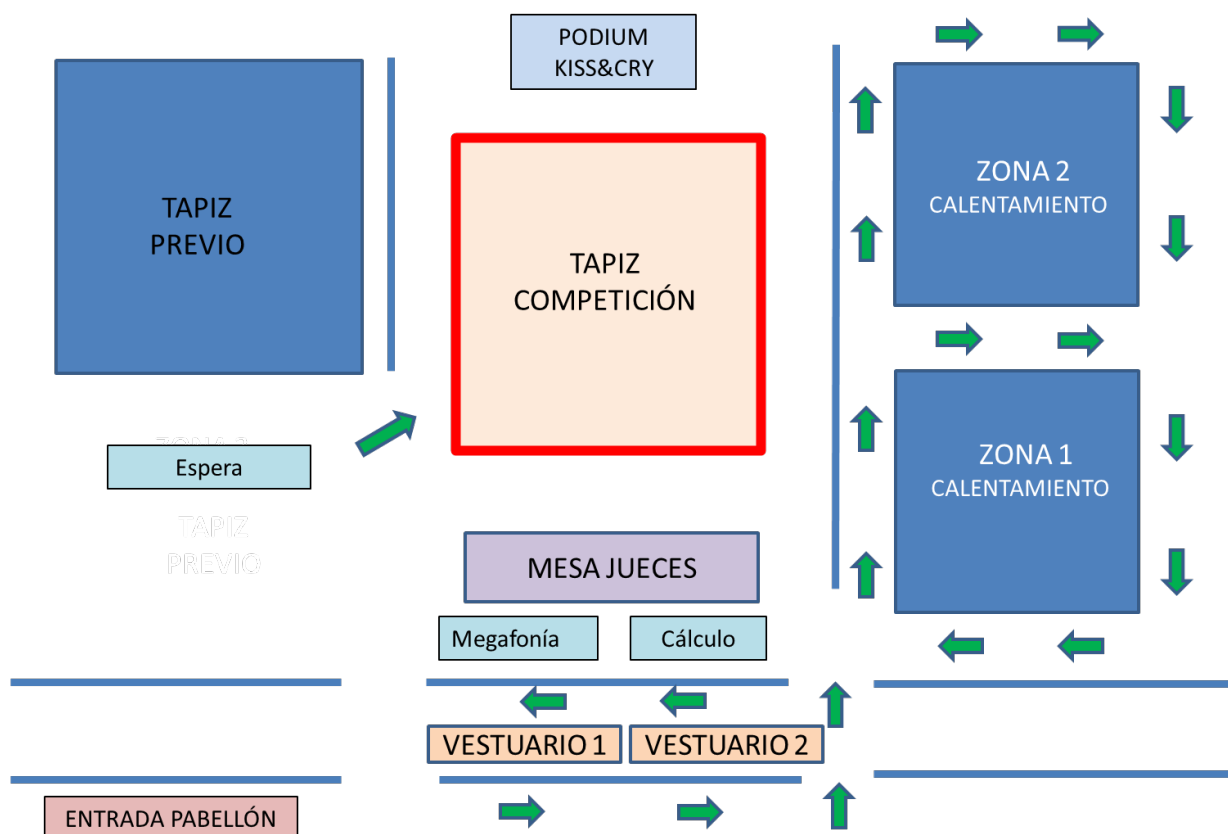 PODIUM
KISS&CRY
TAPIZ
PREVIO
TAPIZ
COMPETICIÓN
ZONA 2
CALENTAMIENTO
ZONA 1
CALENTAMIENTO
Espera
TAPIZ
PREVIO
MESA JUECES
Megafonía
Cálculo
VESTUARIO 1
VESTUARIO 2
ENTRADA PABELLÓN